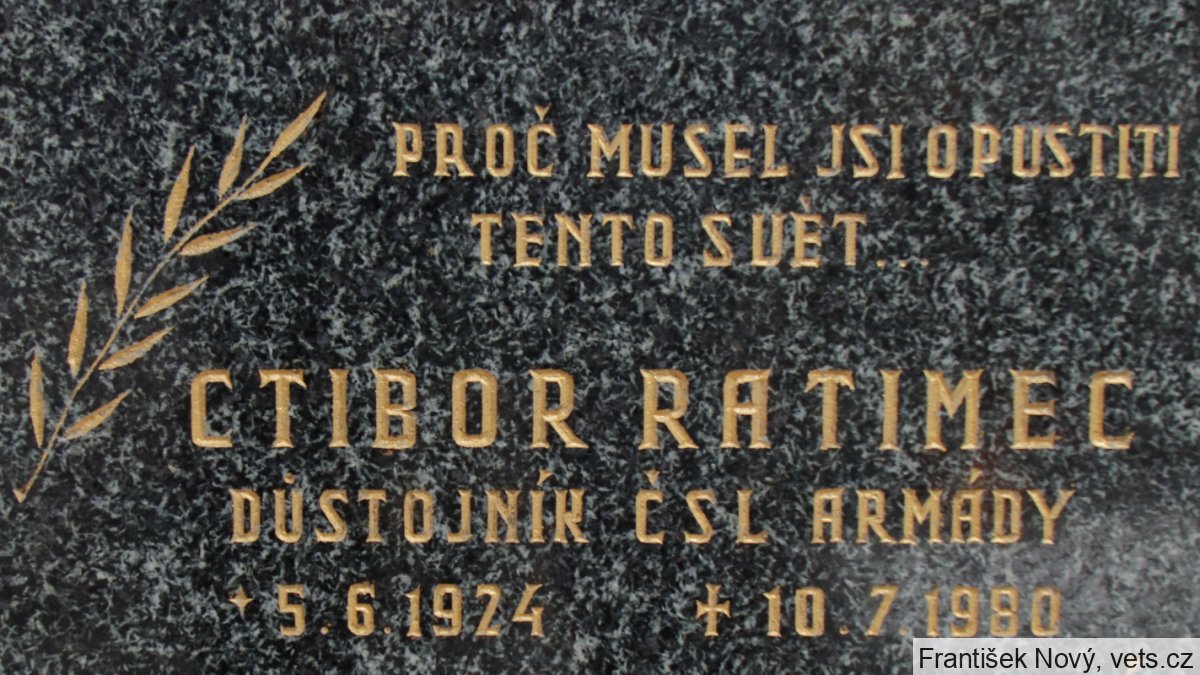 PROČ MUSEL JSI OPUSTITI
TENTO SVĚT...
CTIBOR RATIMEC
DŮSTOJNÍK ČSL ARMÁDY
* 5.6.1924 ✝ 10.7.1980
František Nový, vets.cz